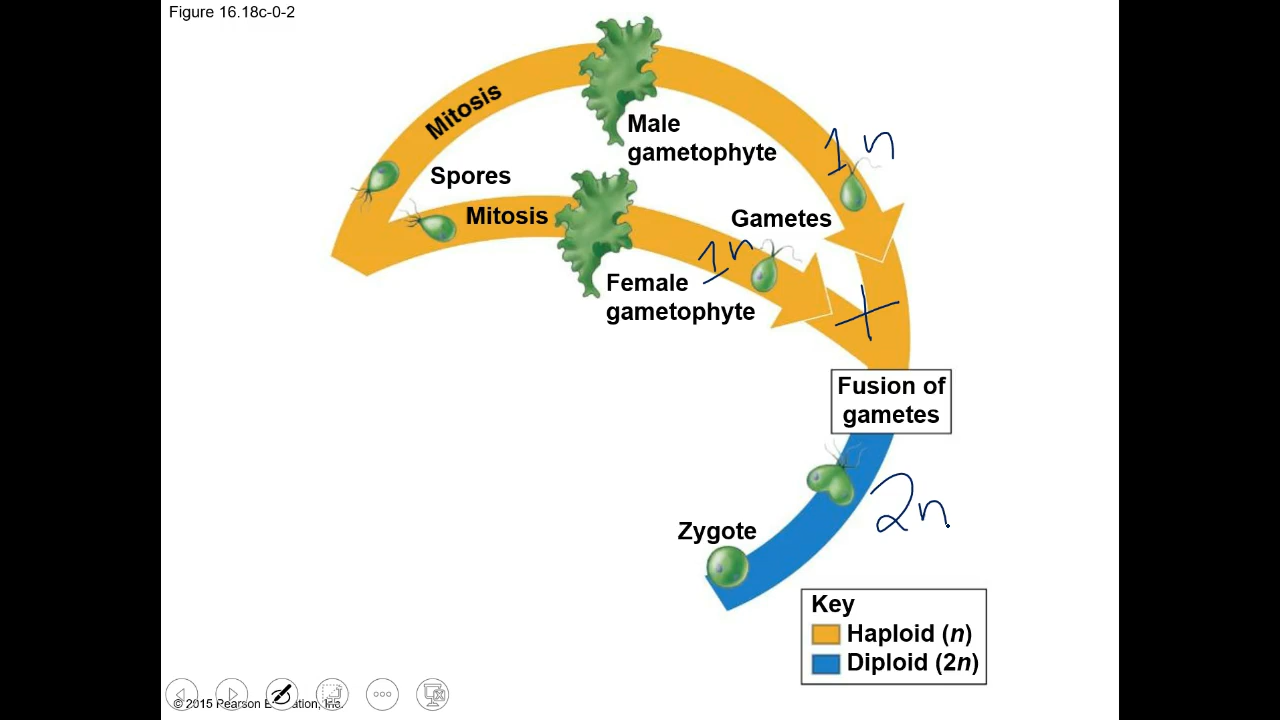 Figure 16.18c-0-2
Mitosis
Male
gametophyte
1n
Spores
Mitosis
Gametes
1n
Female
gametophyte
+
Fusion of
gametes
2n
Zygote
Key
Haploid (n)
Diploid (2n)
© 2015 Pearson Education, Inc.